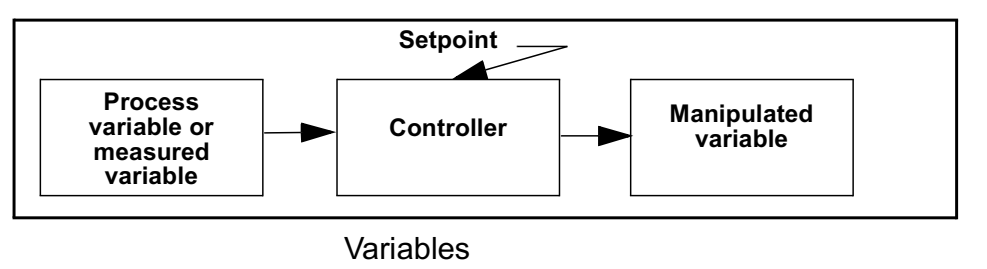 Setpoint
Process
variable or
measured
variable
Controller
Manipulated
variable
Variables